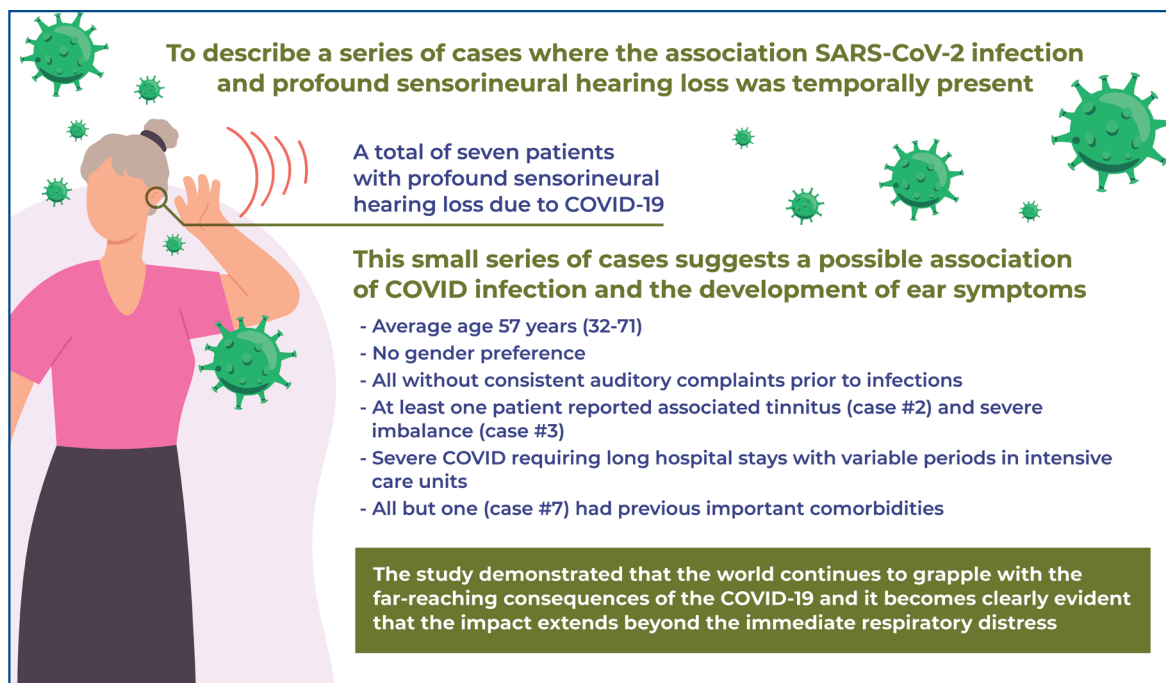 To describe a series of cases where the association SARS-CoV-2 infection
and profound sensorineural hearing loss was temporally present
A total of seven patients
with profound sensorineural
hearing loss due to COVID-19
This small series of cases suggests a possible association
of COVID infection and the development of ear symptoms
- Average age 57 years (32-71)
- No gender preference
- All without consistent auditory complaints prior to infections
- At least one patient reported associated tinnitus (case #2) and severe
imbalance (case #3)
- Severe COVID requiring long hospital stays with variable periods in intensive
care units
- All but one (case #7) had previous important comorbidities
The study demonstrated that the world continues to grapple with the
far-reaching consequences of the COVID-19 and it becomes clearly evident
that the impact extends beyond the immediate respiratory distress